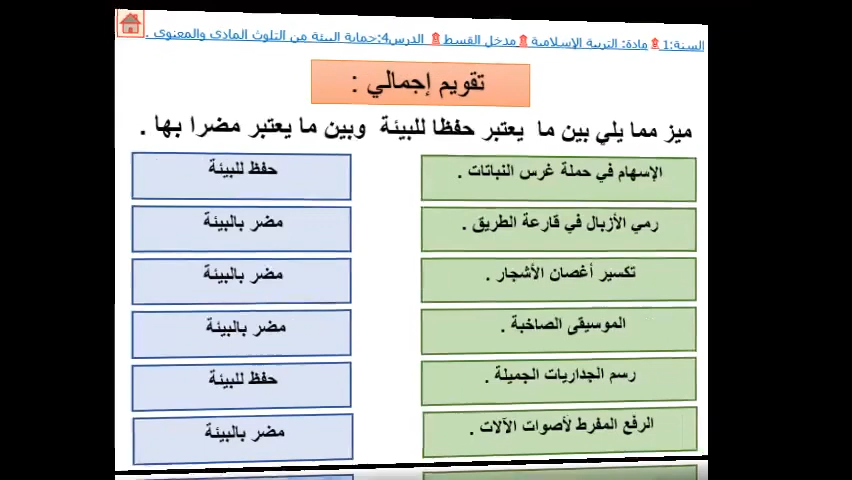 السنة:1 مادة: التربية الإسلامية مدخل القسط الدرس4:حماية البيئة من التلوث المادي والمعنوي .
تقويم إجمالي :
ميز مما يلي بين ما يعتبر حفظا للبيئة وبين ما يعتبر مضرا بها .
الإسهام في حملة غرس النباتات .
حفظ للبيئة
رمي الأزبال في قارعة الطريق .
مضر بالبيئة
تكسير أغصان الأشجار .
مضر بالبيئة
الموسيقى الصاخبة .
مضر بالبيئة
رسم الجداريات الجميلة .
حفظ للبيئة
الرفع المفرط لأصوات الآلات .
مضر بالبيئة